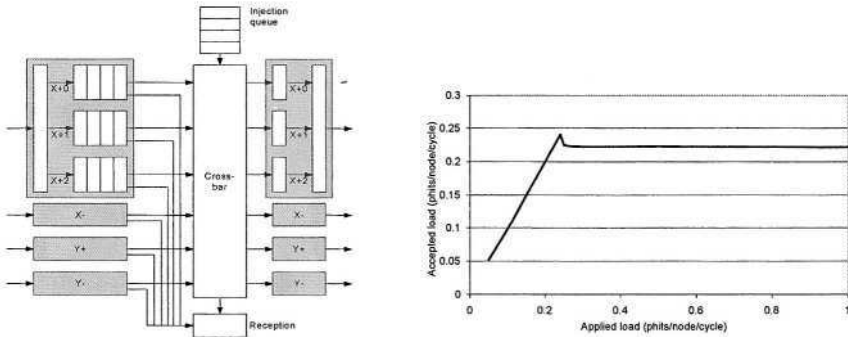 Injection
queue
X+0
X+1
X+2
X-
Y+
Y-
Cross-
bar
X+0
X+1
X+2
X-
Y+
Y-
Reception
Accepted load (phits/node/cycle)
0.3
0.25
0.2
0.15
0.1
0.05
0
0
0.2
0.4
0.6
0.8
1
Applied load (phits/node/cycle)